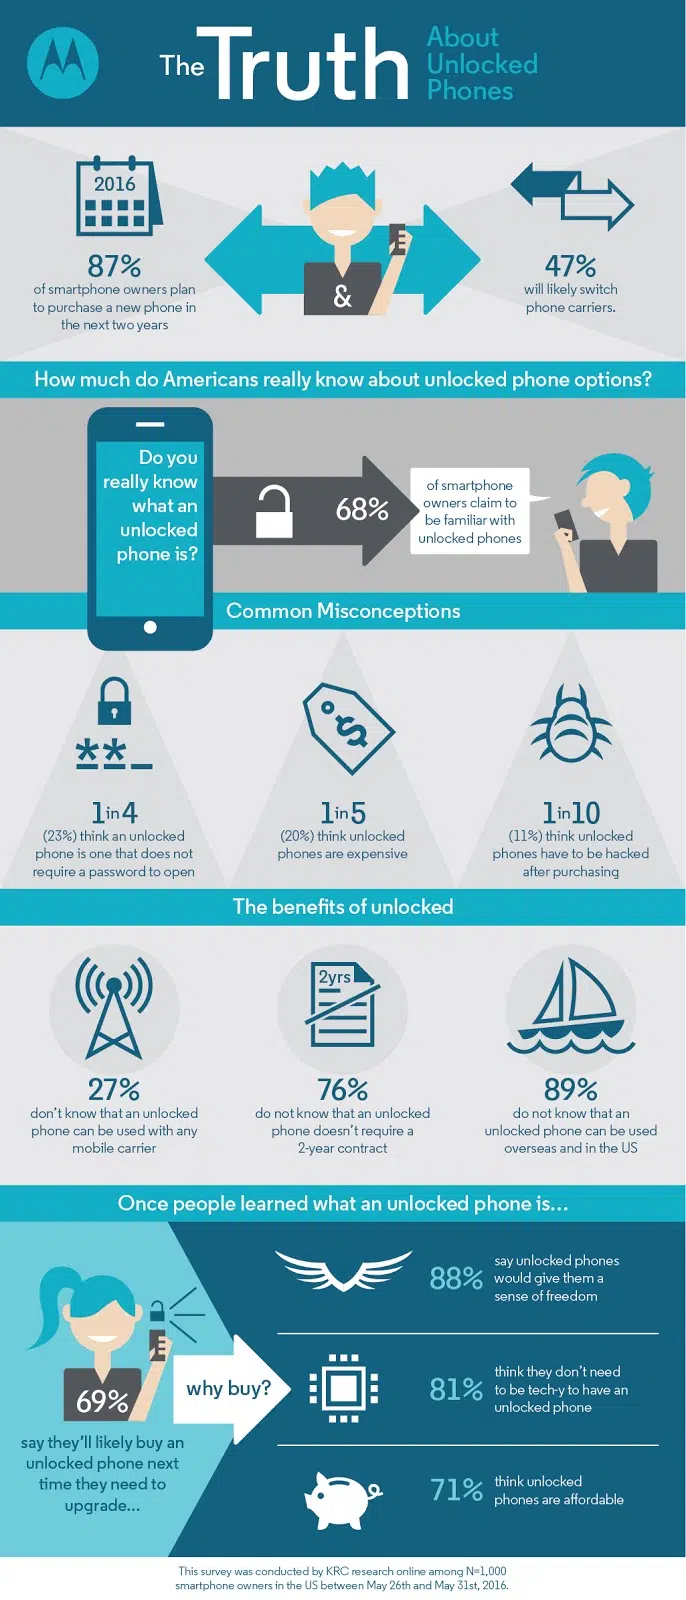 The Truth About
Unlocked
Phones
2016
87%
of smartphone owners plan
to purchase a new phone in
the next two years
&
47%
will likely switch
phone carriers.
How much do Americans really know about unlocked phone options?
Do you
really know
what an
unlocked
phone is?
68%
of smartphone
owners claim to
be familiar with
unlocked phones
Common Misconceptions
**_
1 in 4
(23%) think an unlocked
phone is one that does not
require a password to open
$
1 in 5
(20%) think unlocked
phones are expensive
1 in 10
(11%) think unlocked
phones have to be hacked
after purchasing
The benefits of unlocked
27%
don't know that an unlocked
phone can be used with any
mobile carrier
2yrs
76%
do not know that an unlocked
phone doesn't require a
2-year contract
89%
do not know that an
unlocked phone can be used
overseas and in the US
Once people learned what an unlocked phone is...
69%
say they'll likely buy an
unlocked phone next
time they need to
upgrade...
why buy?
88%
say unlocked phones
would give them a
sense of freedom
81%
think they don't need
to be tech-y to have an
unlocked phone
71%
think unlocked
phones are affordable
This survey was conducted by KRC research online among N=1,000
smartphone owners in the US between May 26th and May 31st, 2016.